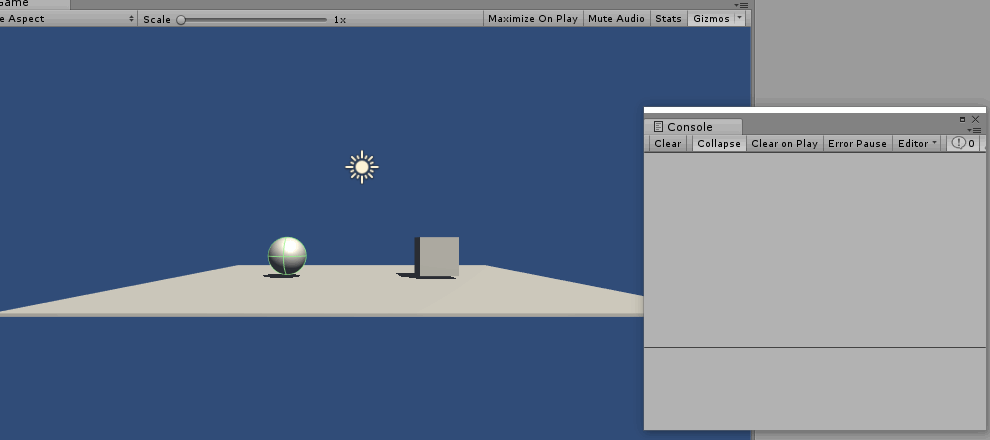 Game
e Aspect
Scale
1x
Maximize On Play
Mute Audio
Stats
Gizmos
Console
Clear
Collapse
Clear on Play
Error Pause
Editor
0